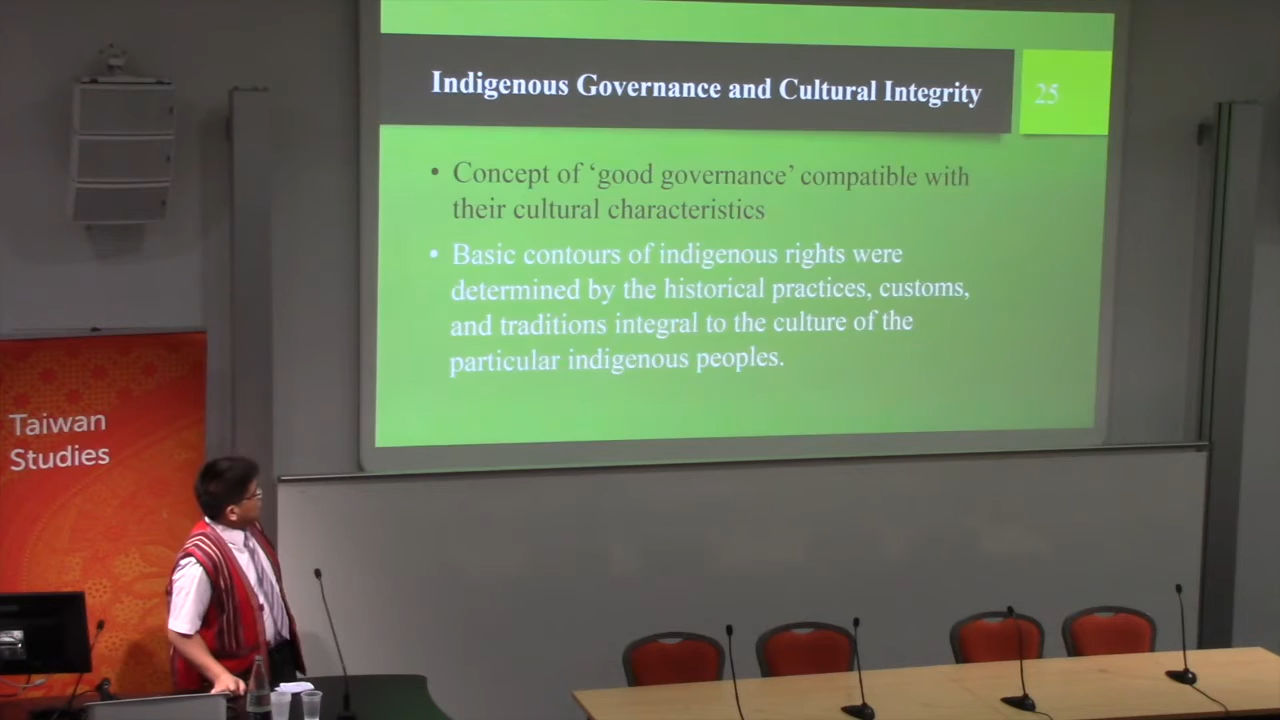 Indigenous Governance and Cultural Integrity
25
• Concept of ‘good governance’ compatible with
their cultural characteristics
• Basic contours of indigenous rights were
determined by the historical practices, customs,
and traditions integral to the culture of the
particular indigenous peoples.
Taiwan
Studies